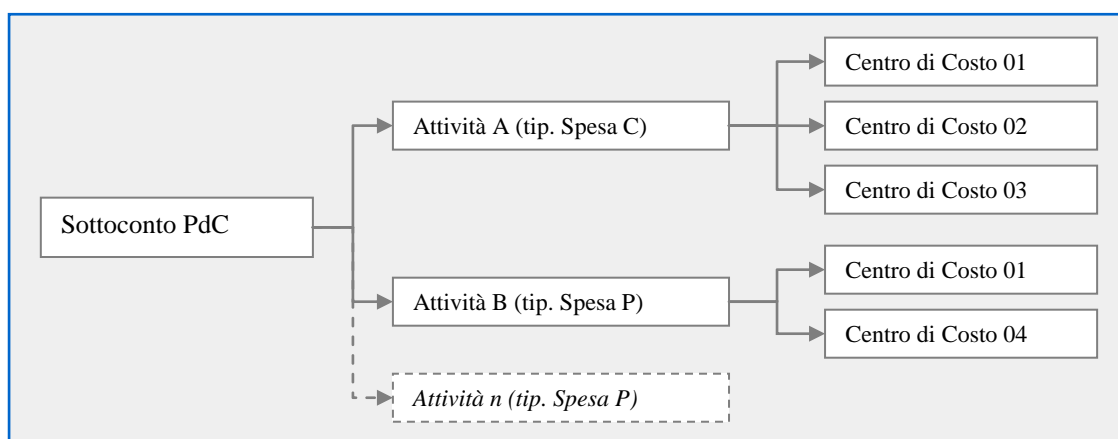 Sottoconto PdC
Attività A (tip. Spesa C)
Centro di Costo 01
Centro di Costo 02
Centro di Costo 03
Attività B (tip. Spesa P)
Centro di Costo 01
Centro di Costo 04
Attività n (tip. Spesa P)